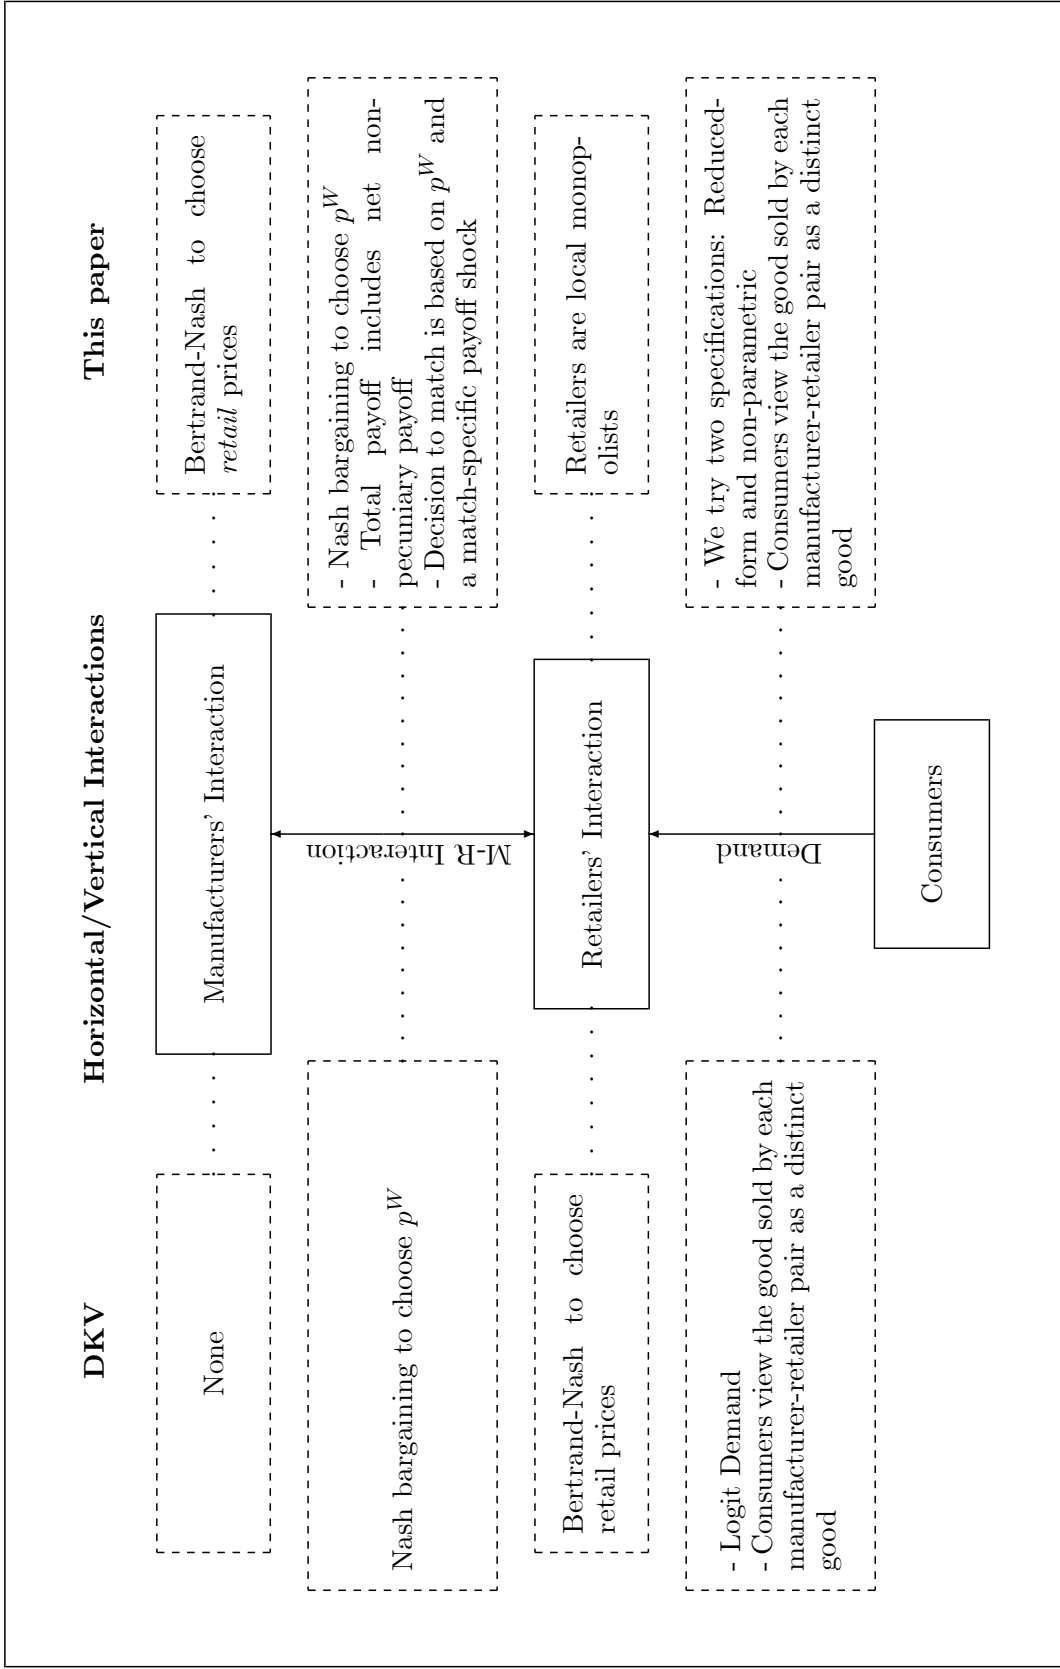 DKV
Horizontal/Vertical Interactions
This paper
None
Manufacturers' Interaction
Bertrand-Nash to choose
retail prices
Nash bargaining to choose p^W
M-R Interaction
- Nash bargaining to choose p^W
- Total payoff includes net non-
pecuniary payoff
- Decision to match is based on p^W and
a match-specific payoff shock
Bertrand-Nash to choose
retail prices
Retailers' Interaction
Retailers are local monop-
olists
- Logit Demand
- Consumers view the good sold by each
manufacturer-retailer pair as a distinct
good
Demand
- We try two specifications: Reduced-
form and non-parametric
- Consumers view the good sold by each
manufacturer-retailer pair as a distinct
good
Consumers